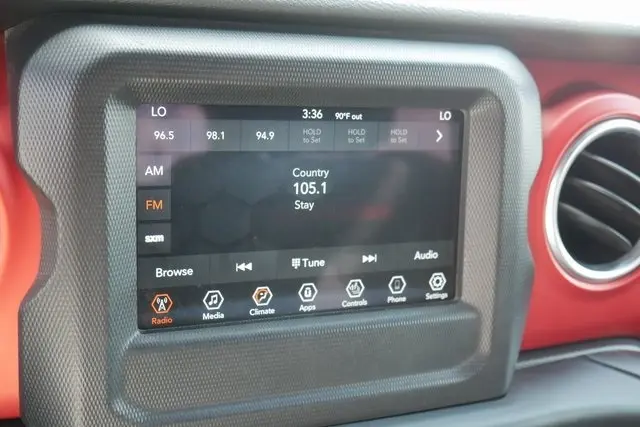 LO 3:36 90°F out LO
96.5 98.1 94.9 HOLD to Set HOLD to Set HOLD to Set
AM
Country
105.1
FM
Stay
sxm
Browse Tune Audio
Radio Media Climate Apps Controls Phone Settings